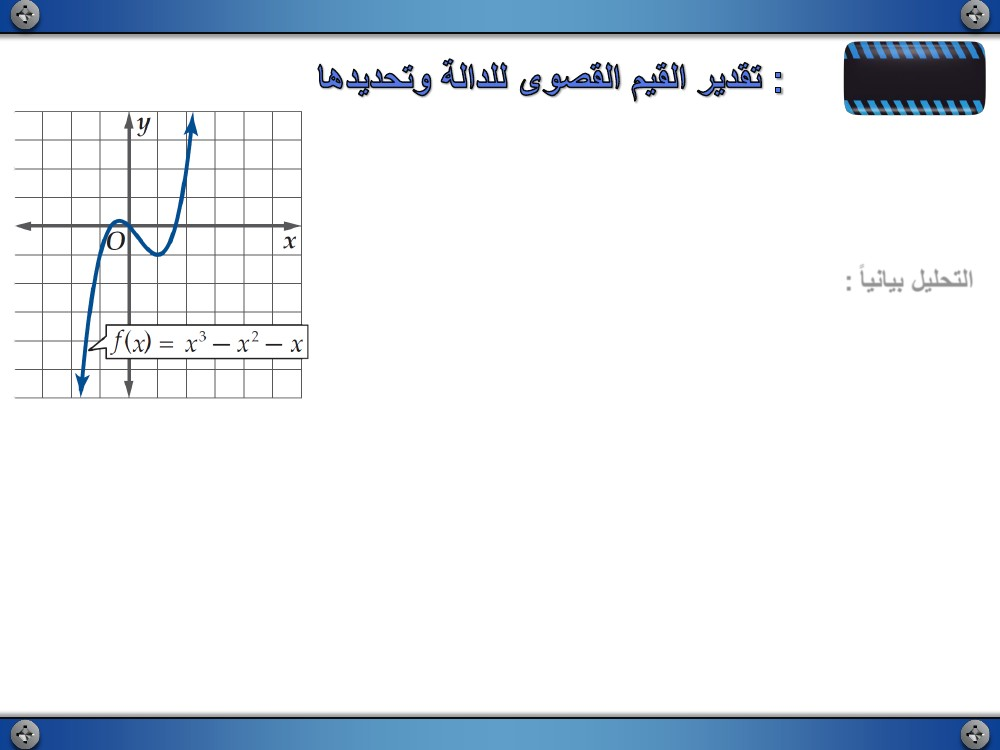 تقدير القيم القصوى للدالة وتحديدها :
y
O
x
التحليل بيانياً :
f(x) = x³ − x² − x